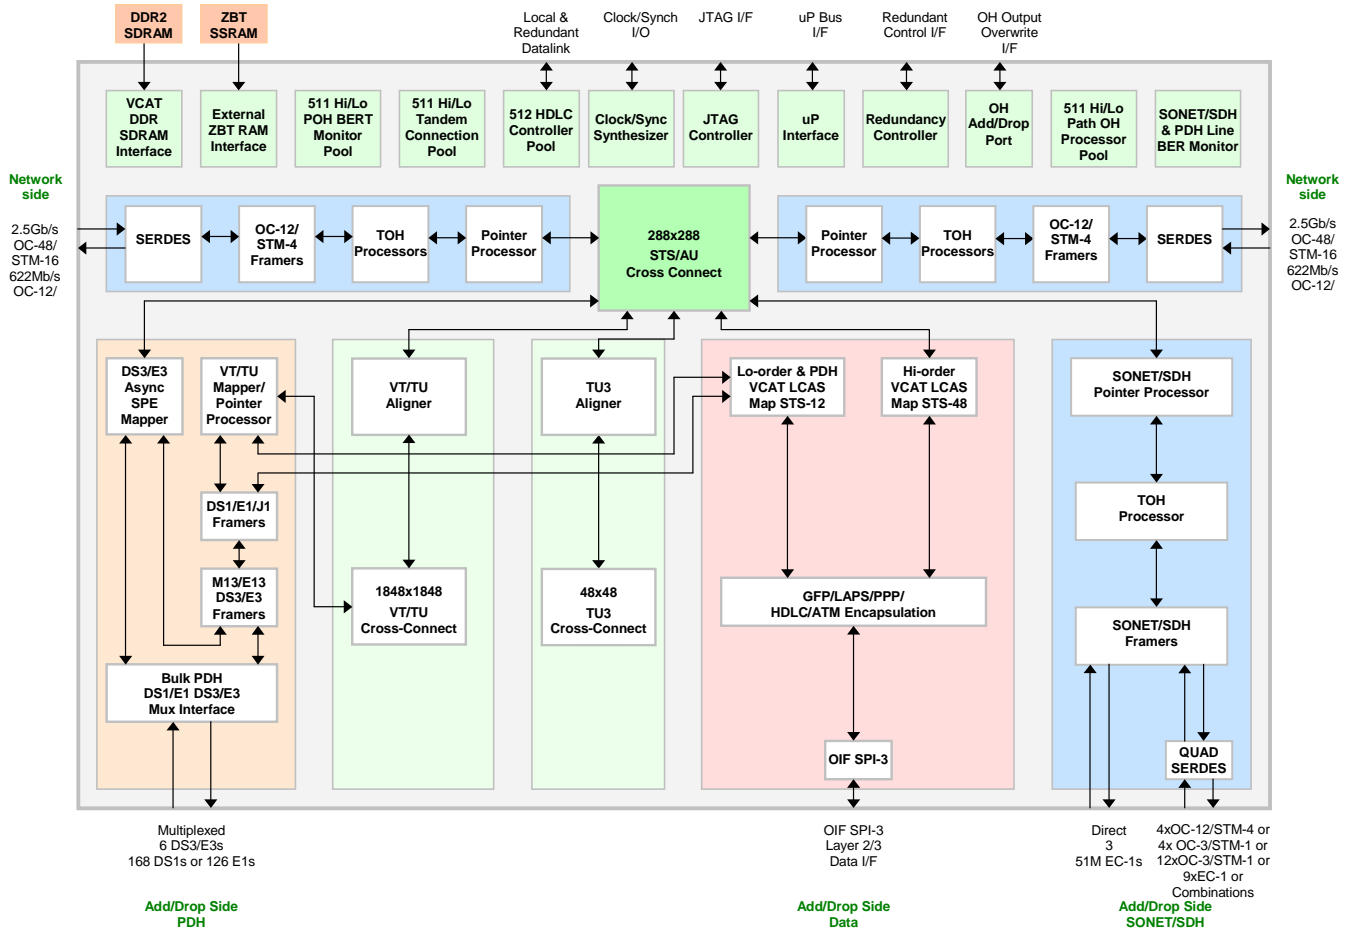 DDR2
SDRAM
ZBT
SSRAM
Local &
Redundant
Datalink
Clock/Synch
I/O
JTAG I/F
uP Bus
I/F
Redundant
Control I/F
OH Output
Overwrite
I/F
VCAT
DDR
SDRAM
Interface
External
ZBT RAM
Interface
511 Hi/Lo
POH BERT
Monitor
Pool
511 Hi/Lo
Tandem
Connection
Pool
512 HDLC
Controller
Pool
Clock/Sync
Synthesizer
JTAG
Controller
uP
Interface
Redundancy
Controller
OH
Add/Drop
Port
511 Hi/Lo
Path OH
Processor
Pool
SONET/SDH
& PDH Line
BER Monitor
Network
side
2.5Gb/s
OC-48/
STM-16
622Mb/s
OC-12/
SERDES
OC-12/
STM-4
Framers
TOH
Processors
Pointer
Processor
288x288
STS/AU
Cross Connect
Pointer
Processor
TOH
Processors
OC-12/
STM-4
Framers
SERDES
Network
side
2.5Gb/s
OC-48/
STM-16
622Mb/s
OC-12/
DS3/E3
Async
SPE
Mapper
VT/TU
Mapper/
Pointer
Processor
VT/TU
Aligner
TU3
Aligner
Lo-order & PDH
VCAT LCAS
Map STS-12
Hi-order
VCAT LCAS
Map STS-48
SONET/SDH
Pointer Processor
DS1/E1/J1
Framers
TOH
Processor
M13/E13
DS3/E3
Framers
1848x1848
VT/TU
Cross-Connect
48x48
TU3
Cross-Connect
GFP/LAPS/PPP/
HDLC/ATM Encapsulation
SONET/SDH
Framers
Bulk PDH
DS1/E1 DS3/E3
Mux Interface
OIF SPI-3
QUAD
SERDES
Multiplexed
6 DS3/E3s
168 DS1s or 126 E1s
OIF SPI-3
Layer 2/3
Data I/F
Direct
3
51M EC-1s
4xOC-12/STM-4 or
4x OC-3/STM-1 or
12xOC-3/STM-1 or
9xEC-1 or
Combinations
Add/Drop Side
PDH
Add/Drop Side
Data
Add/Drop Side
SONET/SDH